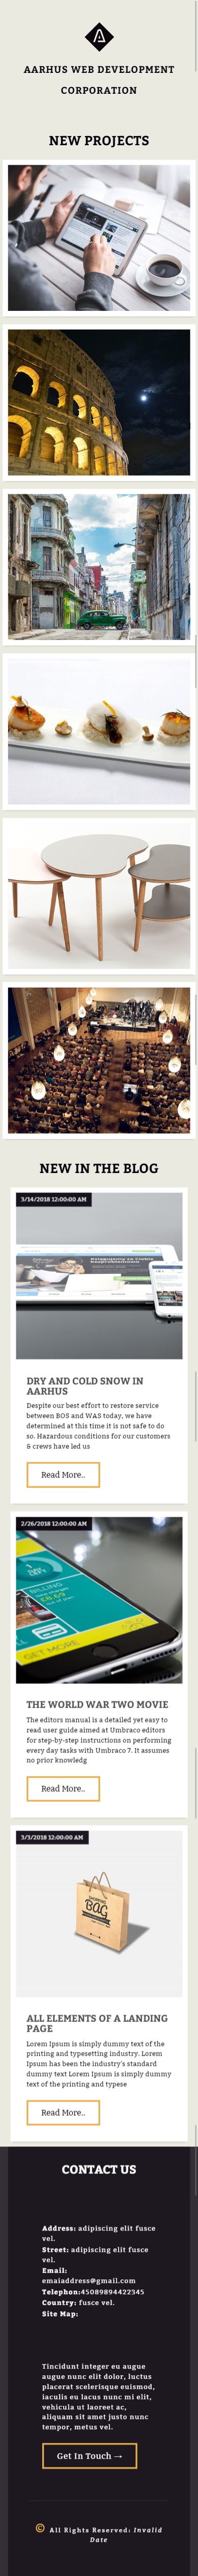 AARHUS WEB DEVELOPMENT
CORPORATION
NEW PROJECTS
NEW IN THE BLOG
3/14/2018 12:00:00 AM
DRY AND COLD SNOW IN
AARHUS
Despite our best effort to restore service
between BOS and WAS today, we have
determined at this time it is not safe to do
so. Hazardous conditions for our customers
& crews have led us
Read More..
2/26/2018 12:00:00 AM
BILLING
£8.69
GET MORE
THE WORLD WAR TWO MOVIE
The editors manual is a detailed yet easy to
read user guide aimed at Umbraco editors
for step-by-step instructions on performing
every day tasks with Umbraco 7. It assumes
no prior knowledg
Read More..
3/3/2018 12:00:00 AM
SHOPPING
BAG
ALL ELEMENTS OF A LANDING
PAGE
Lorem Ipsum is simply dummy text of the
printing and typesetting industry. Lorem
Ipsum has been the industry's standard
dummy text Lorem Ipsum is simply dummy
text of the printing and typese
Read More..
CONTACT US
Address: adipiscing elit fusce
vel.
Street: adipiscing elit fusce
vel.
Email:
emaiaddress@gmail.com
Telephon:45089894422345
Country: fusce vel.
Site Map:
Tincidunt integer eu augue
augue nunc elit dolor, luctus
placerat scelerisque euismod,
iaculis eu lacus nunc mi elit,
vehicula ut laoreet ac,
aliquam sit amet justo nunc
tempor, metus vel.
Get In Touch →
© All Rights Reserved: Invalid
Date